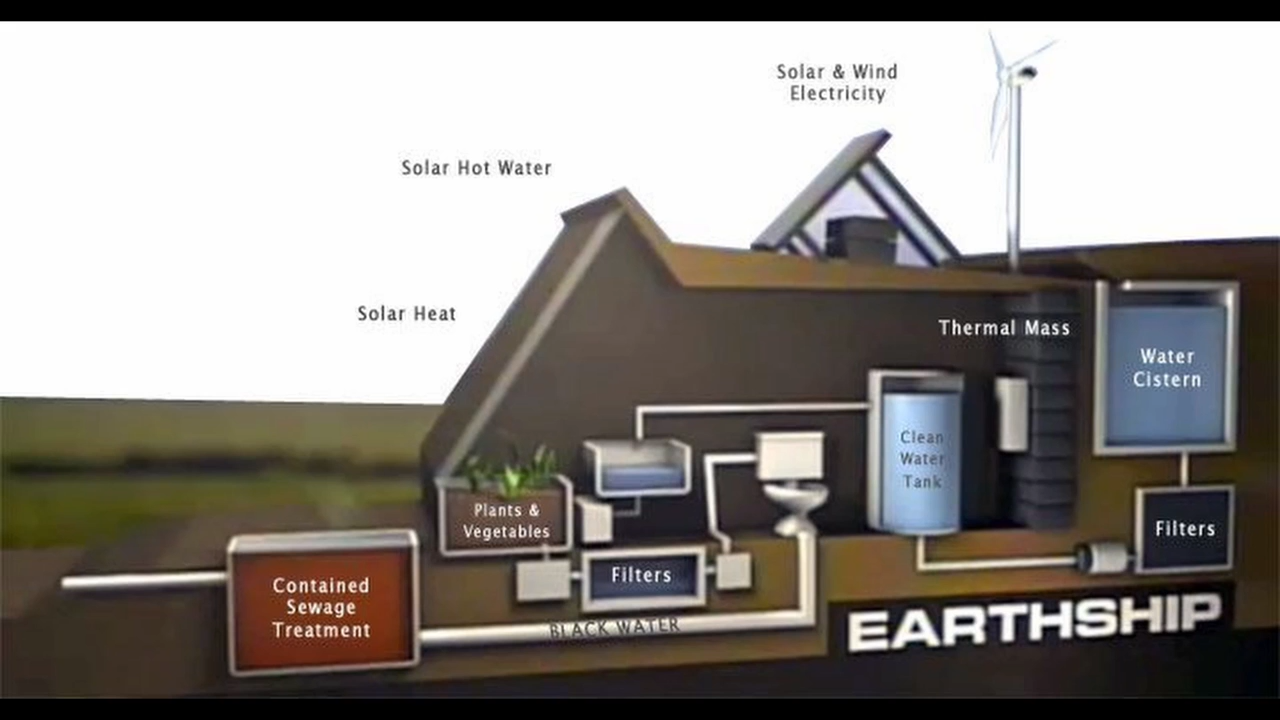 Solar & Wind
Electricity
Solar Hot Water
Solar Heat
Thermal Mass
Water
Cistern
Clean
Water
Tank
Plants &
Vegetables
Filters
Filters
Contained
Sewage
Treatment
BLACK WATER
EARTHSHIP